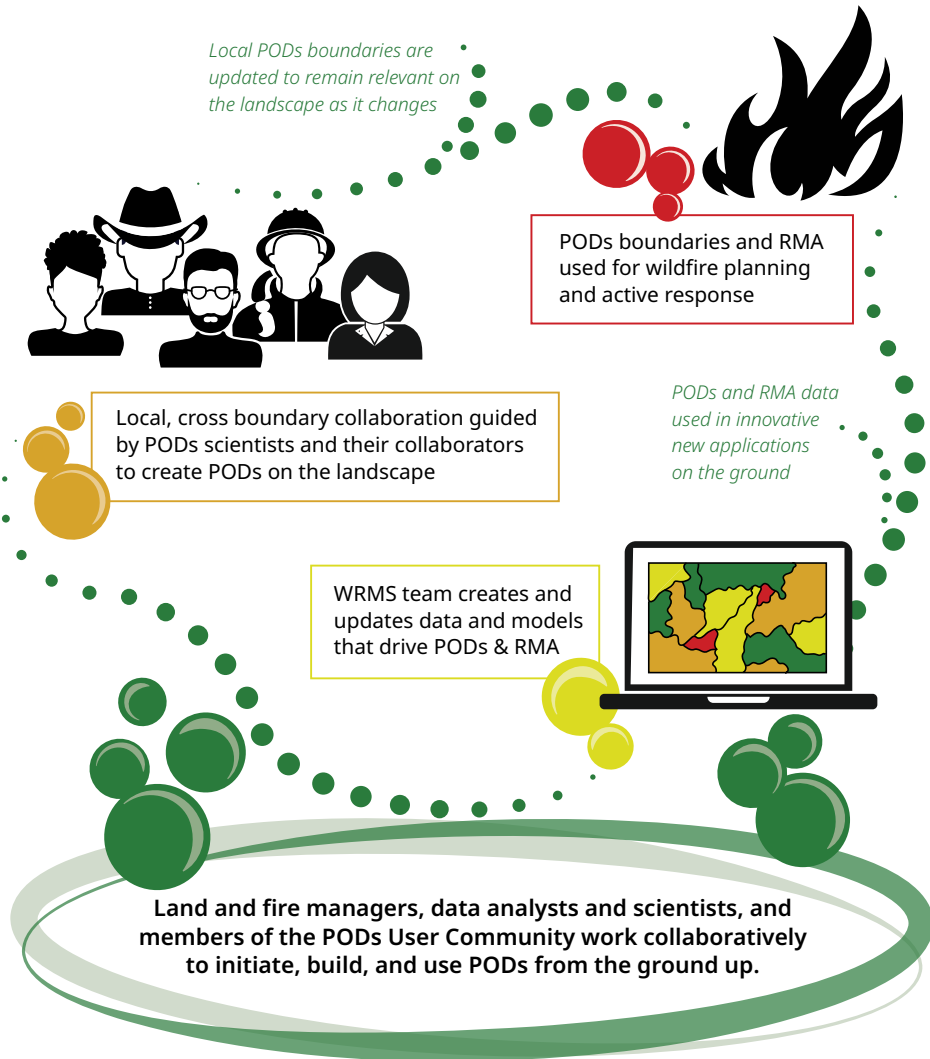 Local PODs boundaries are
updated to remain relevant on
the landscape as it changes
PODs boundaries and RMA
used for wildfire planning
and active response
Local, cross boundary collaboration guided
by PODs scientists and their collaborators
to create PODs on the landscape
PODs and RMA data
used in innovative
new applications
on the ground
WRMS team creates and
updates data and models
that drive PODs & RMA
Land and fire managers, data analysts and scientists, and
members of the PODs User Community work collaboratively
to initiate, build, and use PODs from the ground up.